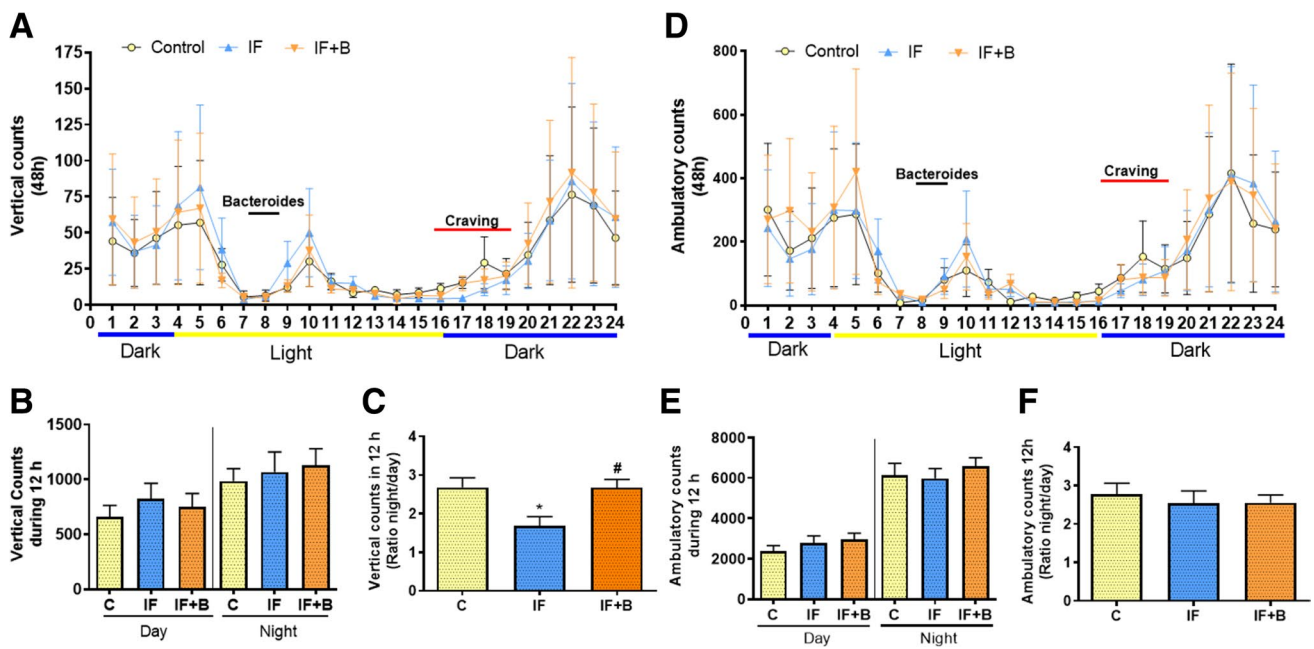 A
Control IF IF+B
Vertical counts
(48h)
175
150
125
100
75
50
25
0
Bacteroides
Craving
0 1 2 3 4 5 6 7 8 9 10 11 12 13 14 15 16 17 18 19 20 21 22 23 24
Dark Light Dark
D
Control IF IF+B
Ambulatory counts
(48h)
800
600
400
200
0
Bacteroides
Craving
0 1 2 3 4 5 6 7 8 9 10 11 12 13 14 15 16 17 18 19 20 21 22 23 24
Dark Light Dark
B
Vertical Counts
during 12 h
1500
1000
500
0
C IF IF+B C IF IF+B
Day Night
C
Vertical counts in 12 h
(Ratio night/day)
4
3
2
1
0
*
#
C IF IF+B
E
Ambulatory counts
during 12 h
8000
6000
4000
2000
0
C IF IF+B C IF IF+B
Day Night
F
Ambulatory counts 12h
(Ratio night/day)
4
3
2
1
0
C IF IF+B